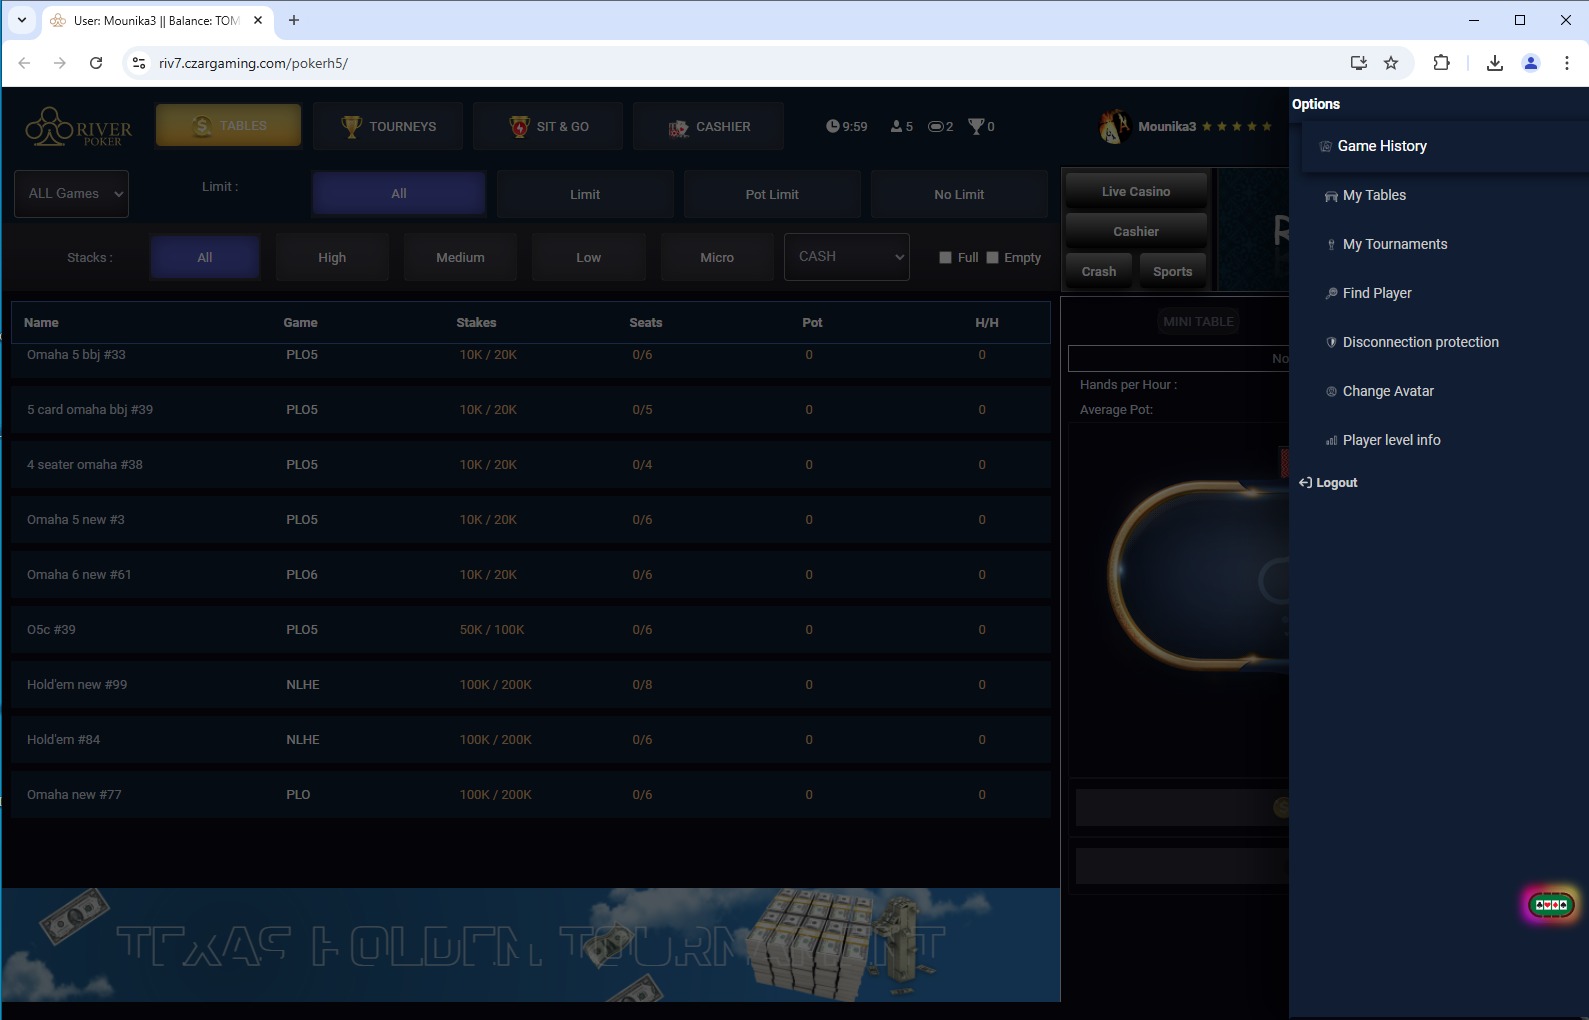 User: Mounika3 || Balance: TOM
riv7.czargaming.com/pokerh5/
RIVER POKER
TABLES
TOURNEYS
SIT & GO
CASHIER
9:59
5
2
0
Mounika3
ALL Games
Limit :
All
Limit
Pot Limit
No Limit
Stacks :
All
High
Medium
Low
Micro
CASH
Full
Empty
Live Casino
Cashier
Crash
Sports
R
Name Game Stakes Seats Pot H/H
Omaha 5 bbj #33 PLO5 10K / 20K 0/6 0 0
5 card omaha bbj #39 PLO5 10K / 20K 0/5 0 0
4 seater omaha #38 PLO5 10K / 20K 0/4 0 0
Omaha 5 new #3 PLO5 10K / 20K 0/6 0 0
Omaha 6 new #61 PLO6 10K / 20K 0/6 0 0
O5c #39 PLO5 50K / 100K 0/6 0 0
Hold'em new #99 NLHE 100K / 200K 0/8 0 0
Hold'em #84 NLHE 100K / 200K 0/6 0 0
Omaha new #77 PLO 100K / 200K 0/6 0 0
TEXAS HOLDEM TOURNAMENT
MINI TABLE
No
Hands per Hour :
Average Pot:
Options
Game History
My Tables
My Tournaments
Find Player
Disconnection protection
Change Avatar
Player level info
Logout